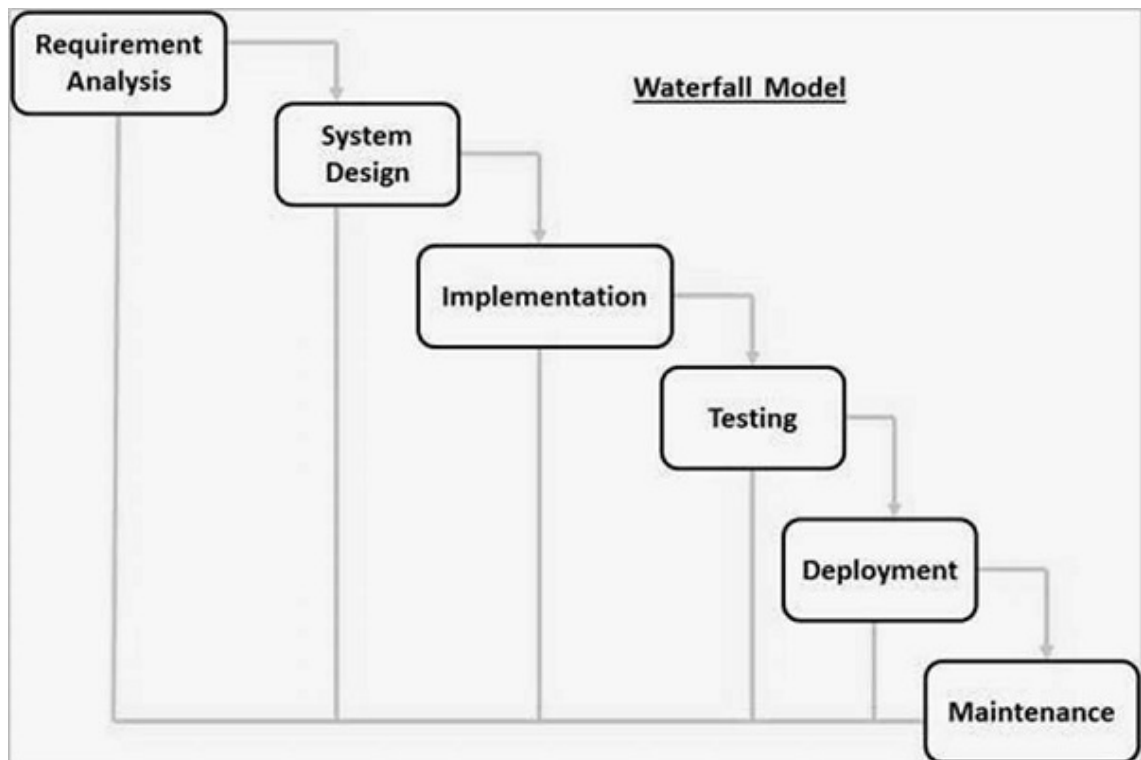 Requirement
Analysis
Waterfall Model
System
Design
Implementation
Testing
Deployment
Maintenance